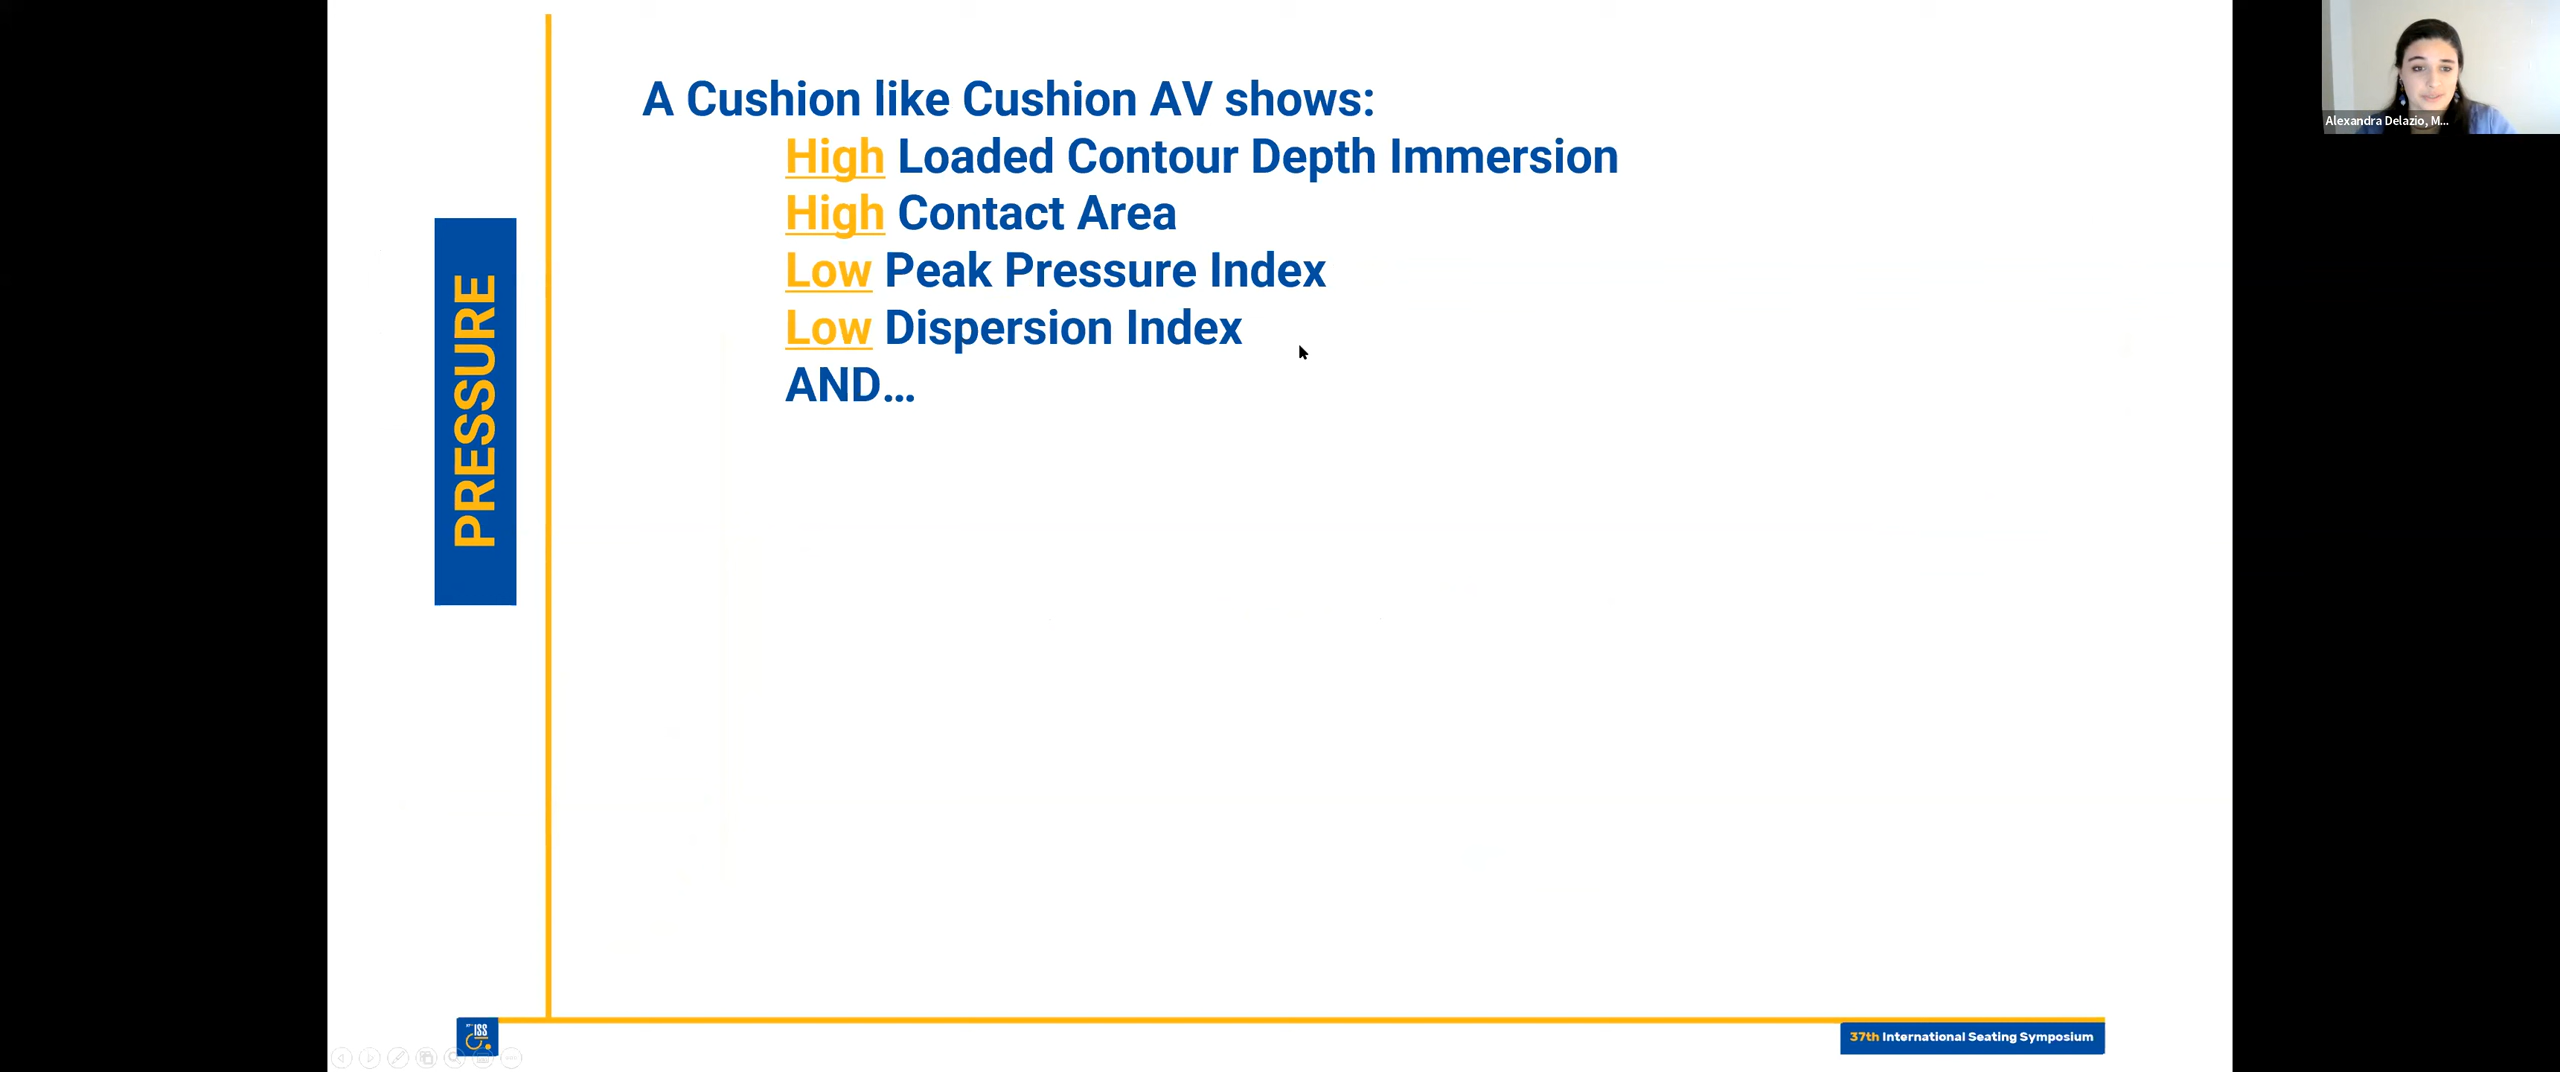 A Cushion like Cushion AV shows:
High Loaded Contour Depth Immersion
High Contact Area
Low Peak Pressure Index
Low Dispersion Index
AND...
PRESSURE
Alexandra Delazio, M...
ISS
37th International Seating Symposium